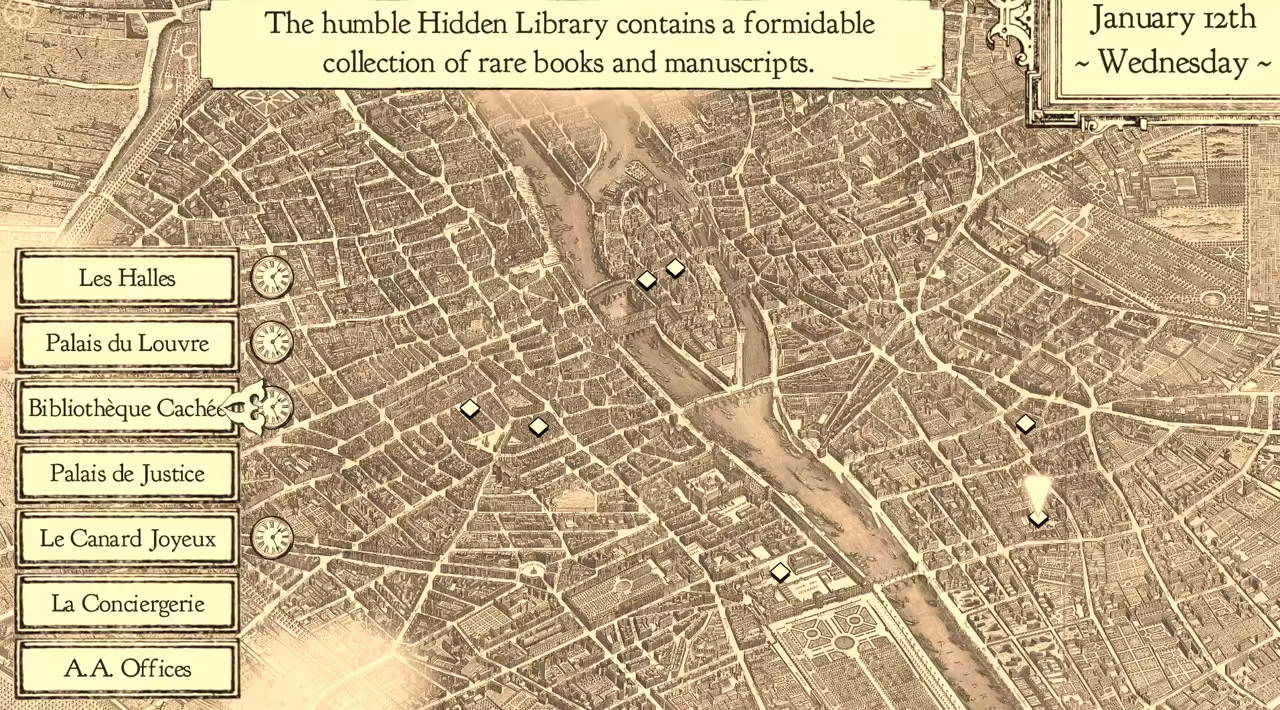 The humble Hidden Library contains a formidable
collection of rare books and manuscripts.
January 12th
~ Wednesday ~
Les Halles
Palais du Louvre
Bibliothèque Cachée
Palais de Justice
Le Canard Joyeux
La Conciergerie
A.A. Offices